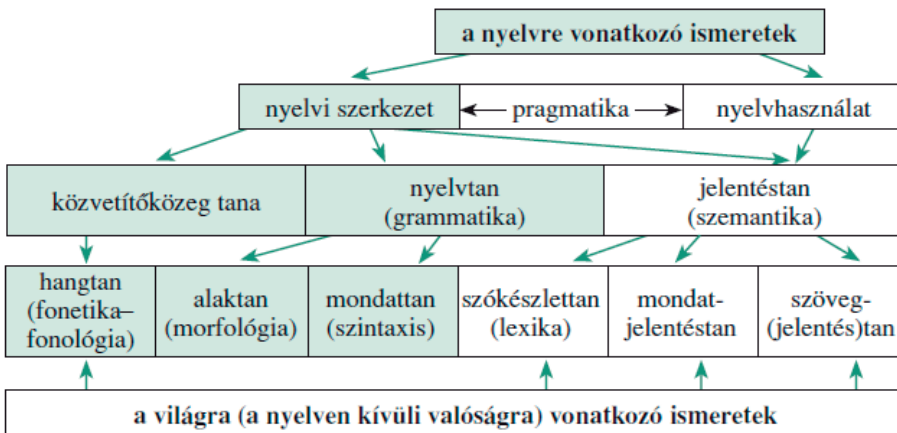 a nyelvre vonatkozó ismeretek
nyelvi szerkezet
pragmatika
nyelvhasználat
közvetítőközeg tana
nyelvtan
(grammatika)
jelentéstan
(szemantika)
hangtan
(fonetika–
fonológia)
alaktan
(morfológia)
mondattan
(szintaxis)
szókészlettan
(lexika)
mondat-
jelentéstan
szöveg-
(jelentés)tan
a világra (a nyelven kívüli valóságra) vonatkozó ismeretek